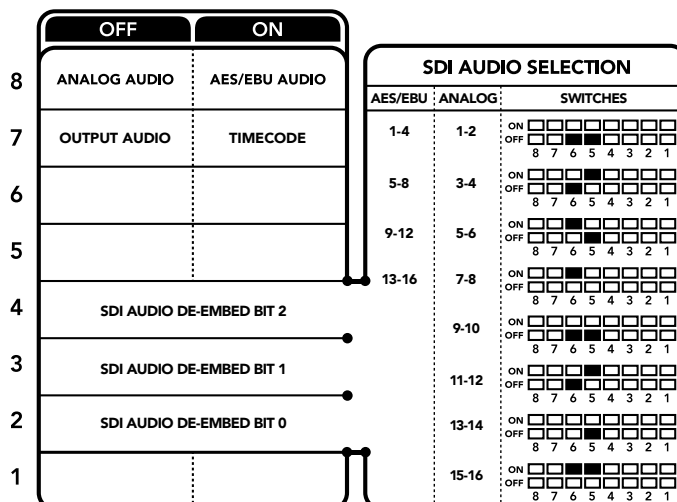 OFF ON
8 ANALOG AUDIO AES/EBU AUDIO
7 OUTPUT AUDIO TIMECODE
6
5
4 SDI AUDIO DE-EMBED BIT 2
3 SDI AUDIO DE-EMBED BIT 1
2 SDI AUDIO DE-EMBED BIT 0
1
SDI AUDIO SELECTION
AES/EBU ANALOG SWITCHES
1-4 1-2 ON
OFF
8 7 6 5 4 3 2 1
5-8 3-4 ON
OFF
8 7 6 5 4 3 2 1
9-12 5-6 ON
OFF
8 7 6 5 4 3 2 1
13-16 7-8 ON
OFF
8 7 6 5 4 3 2 1
9-10 ON
OFF
8 7 6 5 4 3 2 1
11-12 ON
OFF
8 7 6 5 4 3 2 1
13-14 ON
OFF
8 7 6 5 4 3 2 1
15-16 ON
OFF
8 7 6 5 4 3 2 1